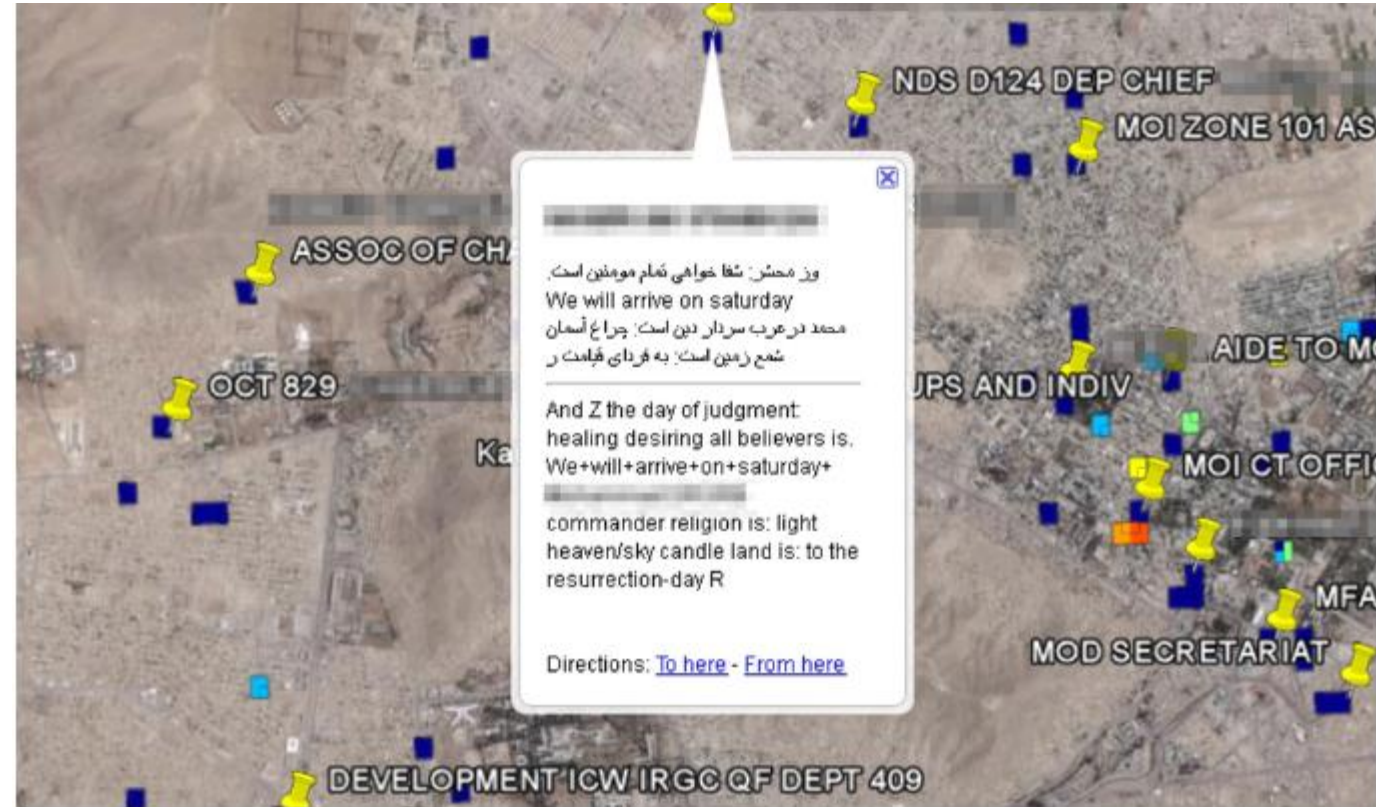 NDS D124 DEP CHIEF
MOI ZONE 101 AS
ASSOC OF CHA
وز محشر: شفا خواهی تمام مومنین است.
We will arrive on saturday
محمد در عرب سردار دین است: چراغ آسمان
شمع زمین است: به فردای قیامت ر
AIDE TO MO
OCT 829
UPS AND INDIV
And Z the day of judgment:
healing desiring all believers is.
Ka
We+will+arrive+on+saturday+
MOI CT OFFI
commander religion is: light
heaven/sky candle land is: to the
resurrection-day R
MFA
MOD SECRETARIAT
Directions: To here - From here
DEVELOPMENT ICW IRGC QF DEPT 409